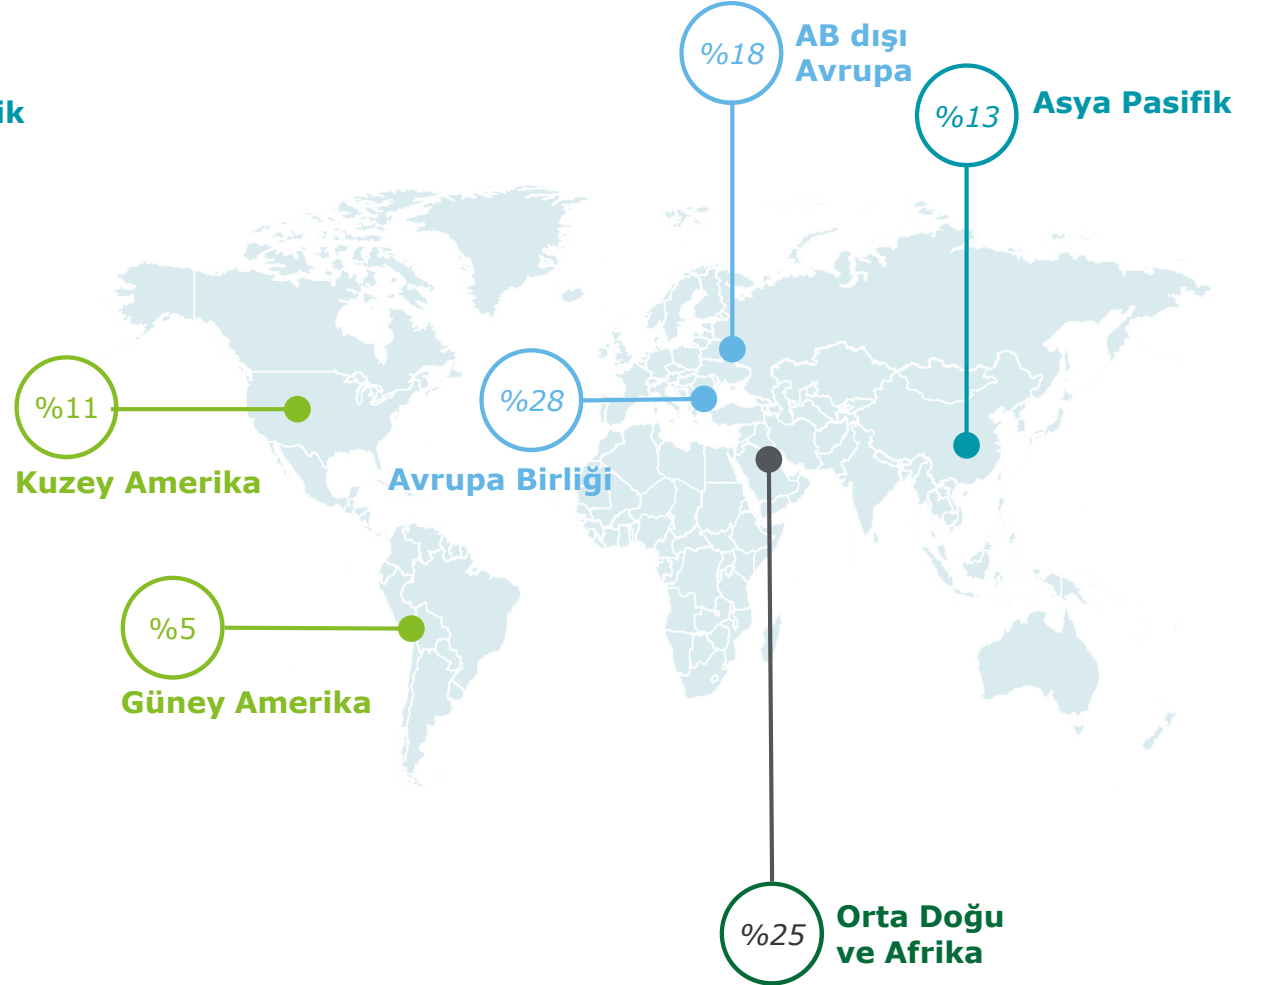 %18
AB dışı
Avrupa
%13
Asya Pasifik
ik
%11
Kuzey Amerika
%28
Avrupa Birliği
%5
Güney Amerika
%25
Orta Doğu
ve Afrika